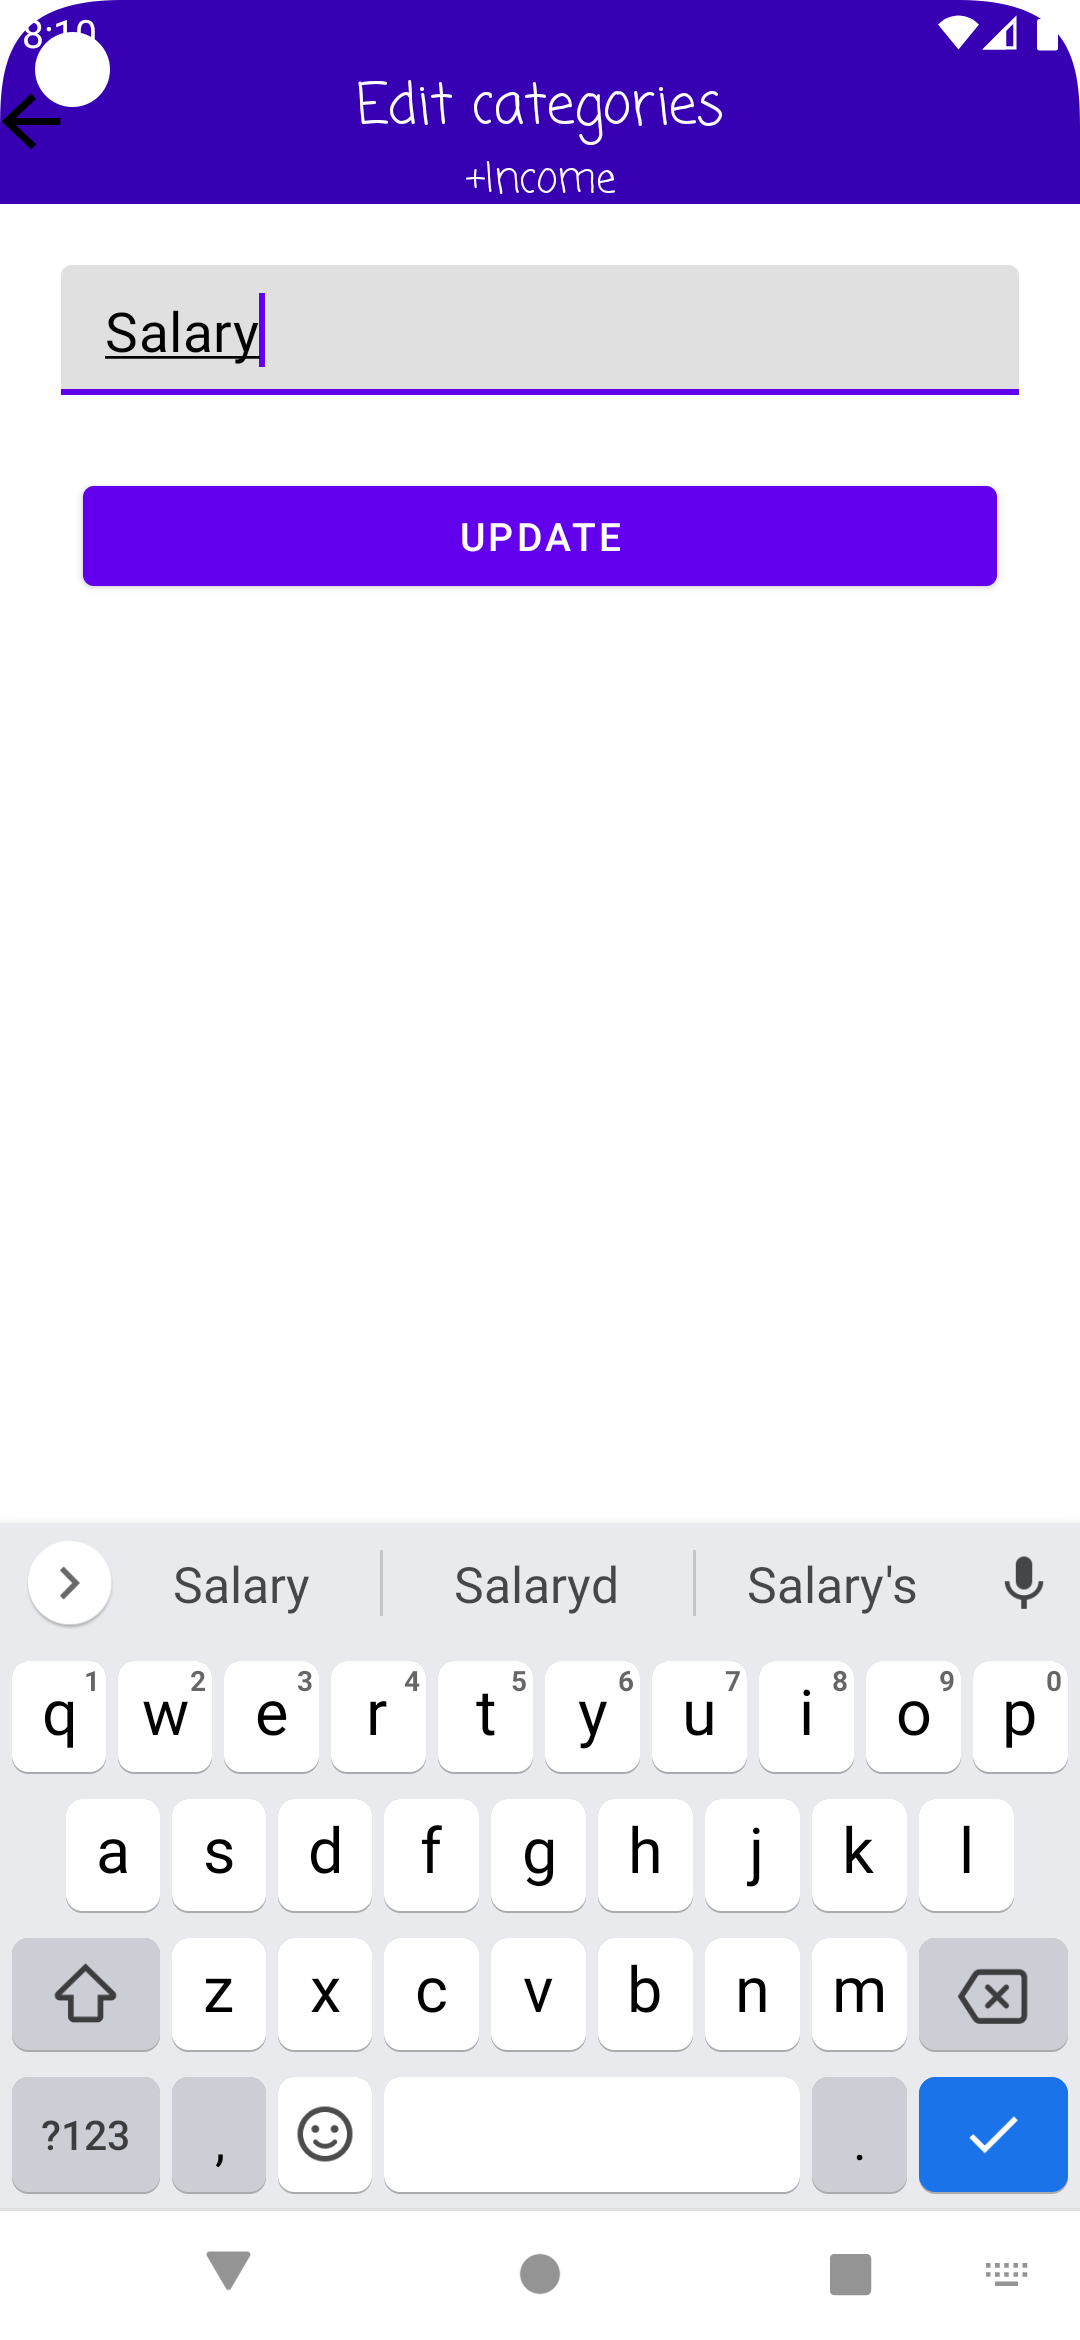 8:10
Edit categories
+Income
Salary
UPDATE
Salary Salaryd Salary's
q 1 w 2 e 3 r 4 t 5 y 6 u 7 i 8 o 9 p 0
a s d f g h j k l
z x c v b n m
?123 , .